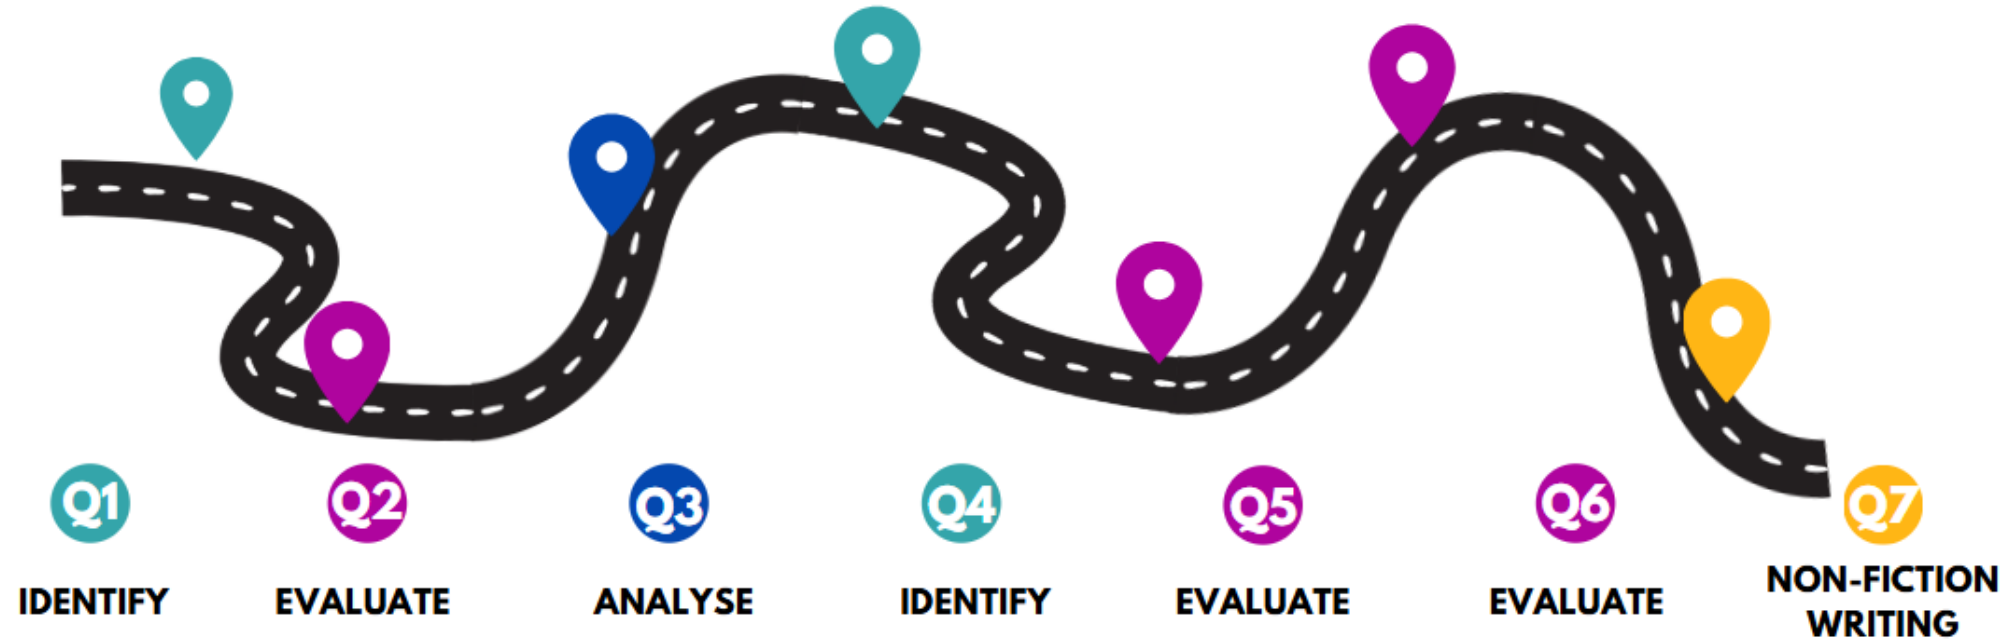 Q1
IDENTIFY
Q2
EVALUATE
Q3
ANALYSE
Q4
IDENTIFY
Q5
EVALUATE
Q6
EVALUATE
Q7
NON-FICTION
WRITING